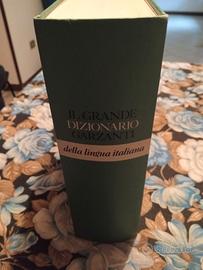 IL GRANDE
DIZIONARIO
GARZANTI
della lingua italiana